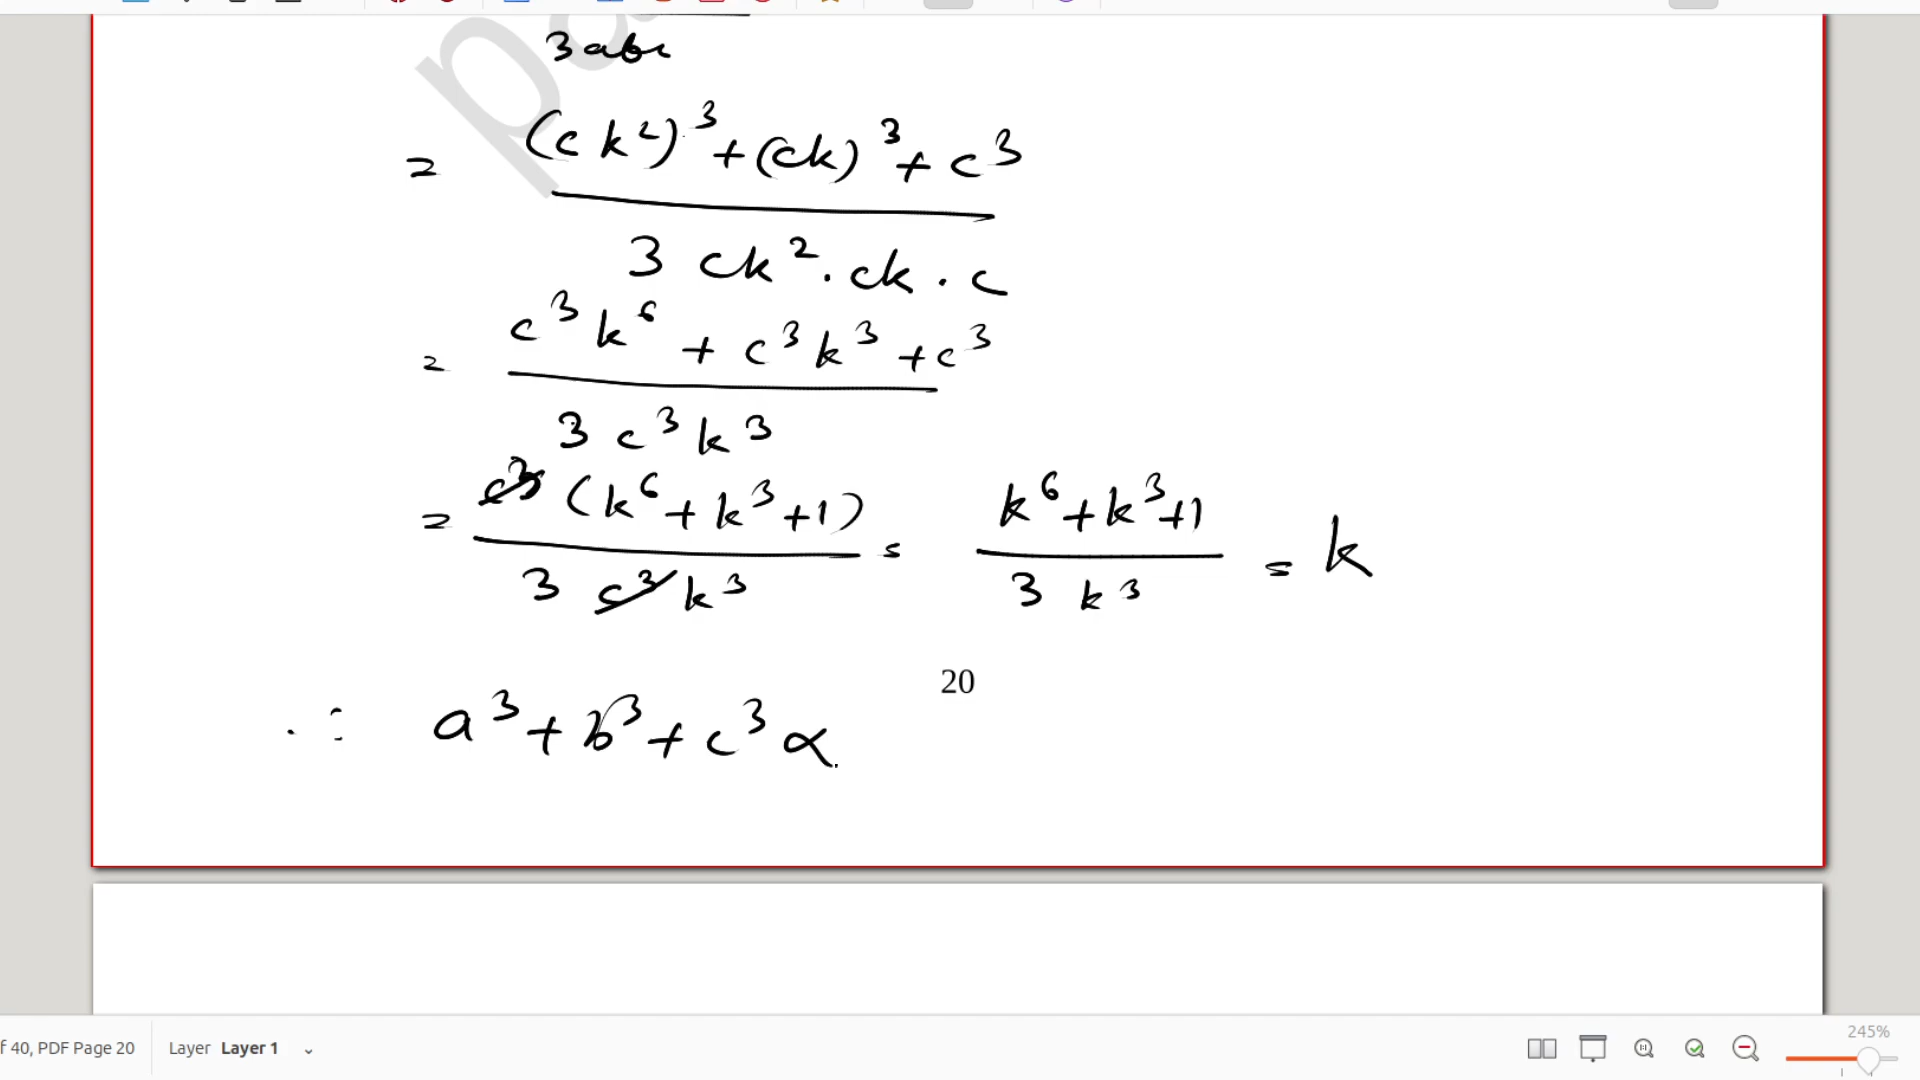 3abc
= (ck²)³+(ck)³+c³
3 ck².ck.c
= c³k⁶ + c³k³ +c³
3 c³k³
= c³ (k⁶+k³+1) = k⁶+k³+1 = k
3 c³k³ 3 k³
20
∴ a³+b³+c³ ∝
f 40, PDF Page 20 Layer Layer 1 245%